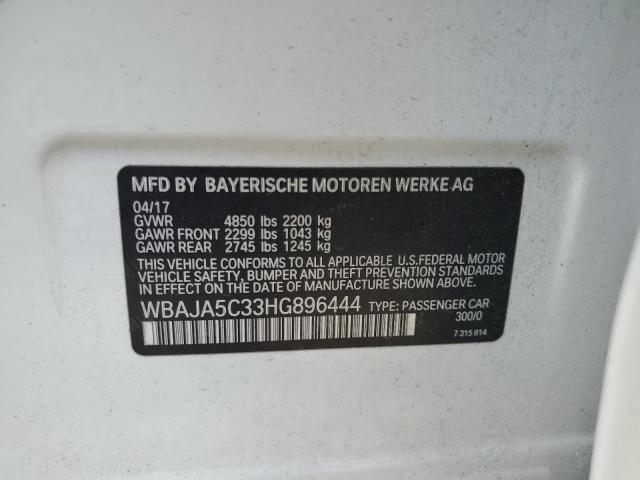 MFD BY BAYERISCHE MOTOREN WERKE AG
04/17
GVWR 4850 lbs 2200 kg
GAWR FRONT 2299 lbs 1043 kg
GAWR REAR 2745 lbs 1245 kg
THIS VEHICLE CONFORMS TO ALL APPLICABLE U.S.FEDERAL MOTOR
VEHICLE SAFETY, BUMPER AND THEFT PREVENTION STANDARDS
IN EFFECT ON THE DATE OF MANUFACTURE SHOWN ABOVE.
WBAJA5C33HG896444 TYPE: PASSENGER CAR
300/0
7 315 814